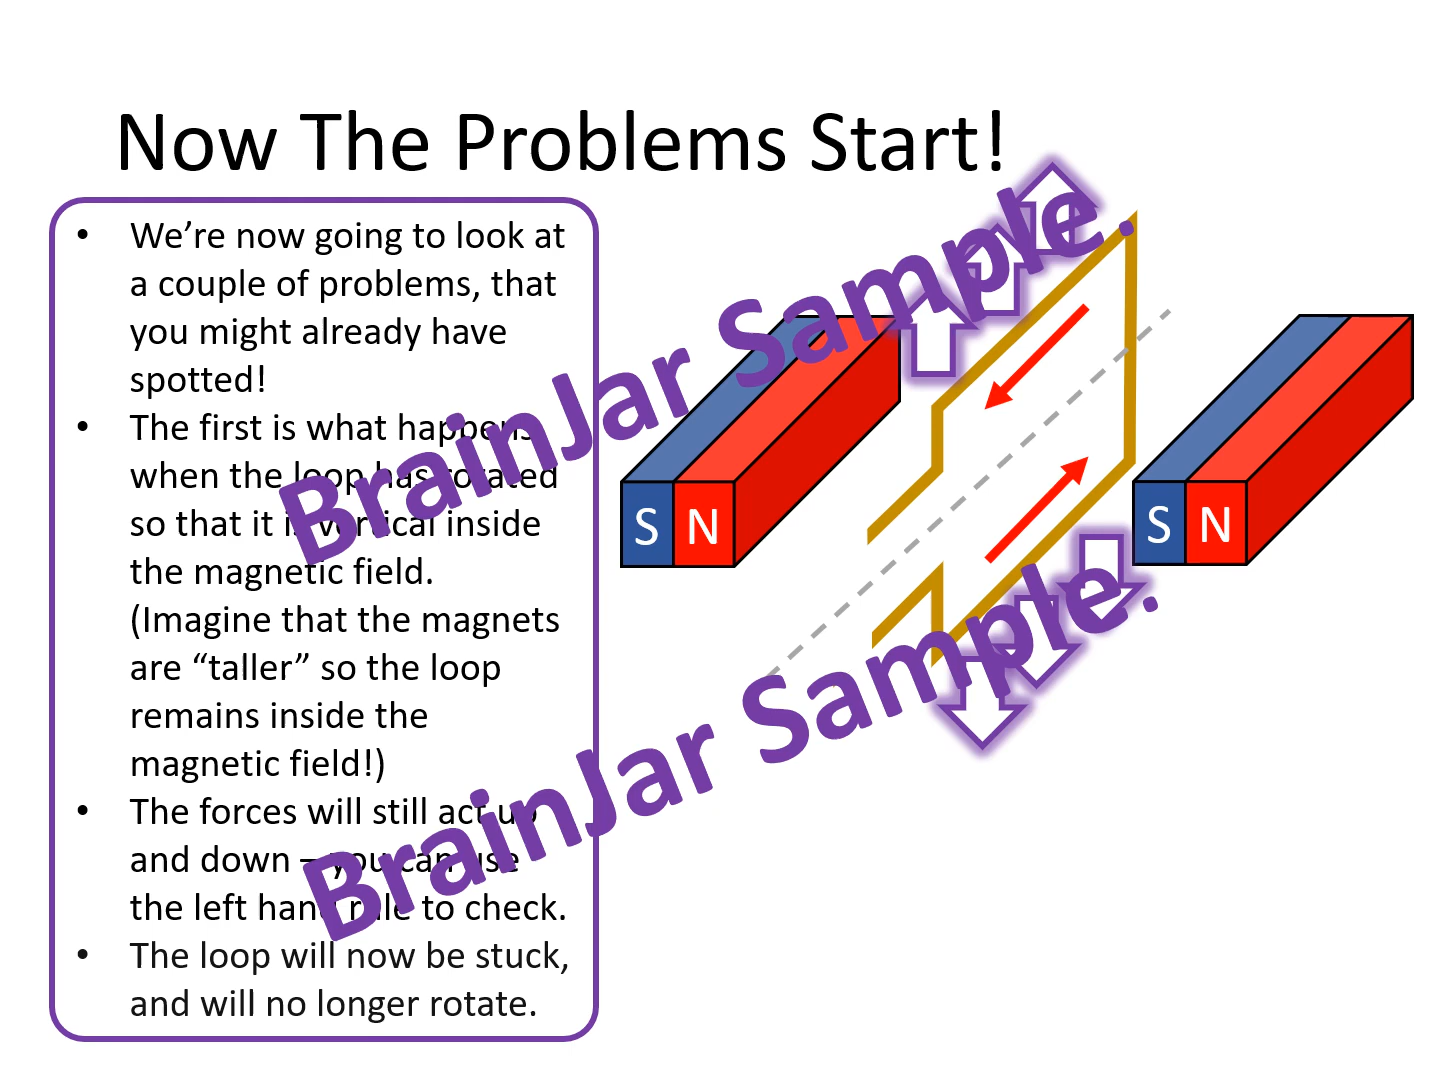 Now The Problems Start!
• We’re now going to look at
a couple of problems, that
you might already have
spotted!
• The first is what happens
when the loop has rotated
so that it is vertical inside
the magnetic field.
(Imagine that the magnets
are “taller” so the loop
remains inside the
magnetic field!)
• The forces will still act up
and down – you can use
the left hand rule to check.
• The loop will now be stuck,
and will no longer rotate.
S N
S N
BrainJar Sample.
BrainJar Sample.